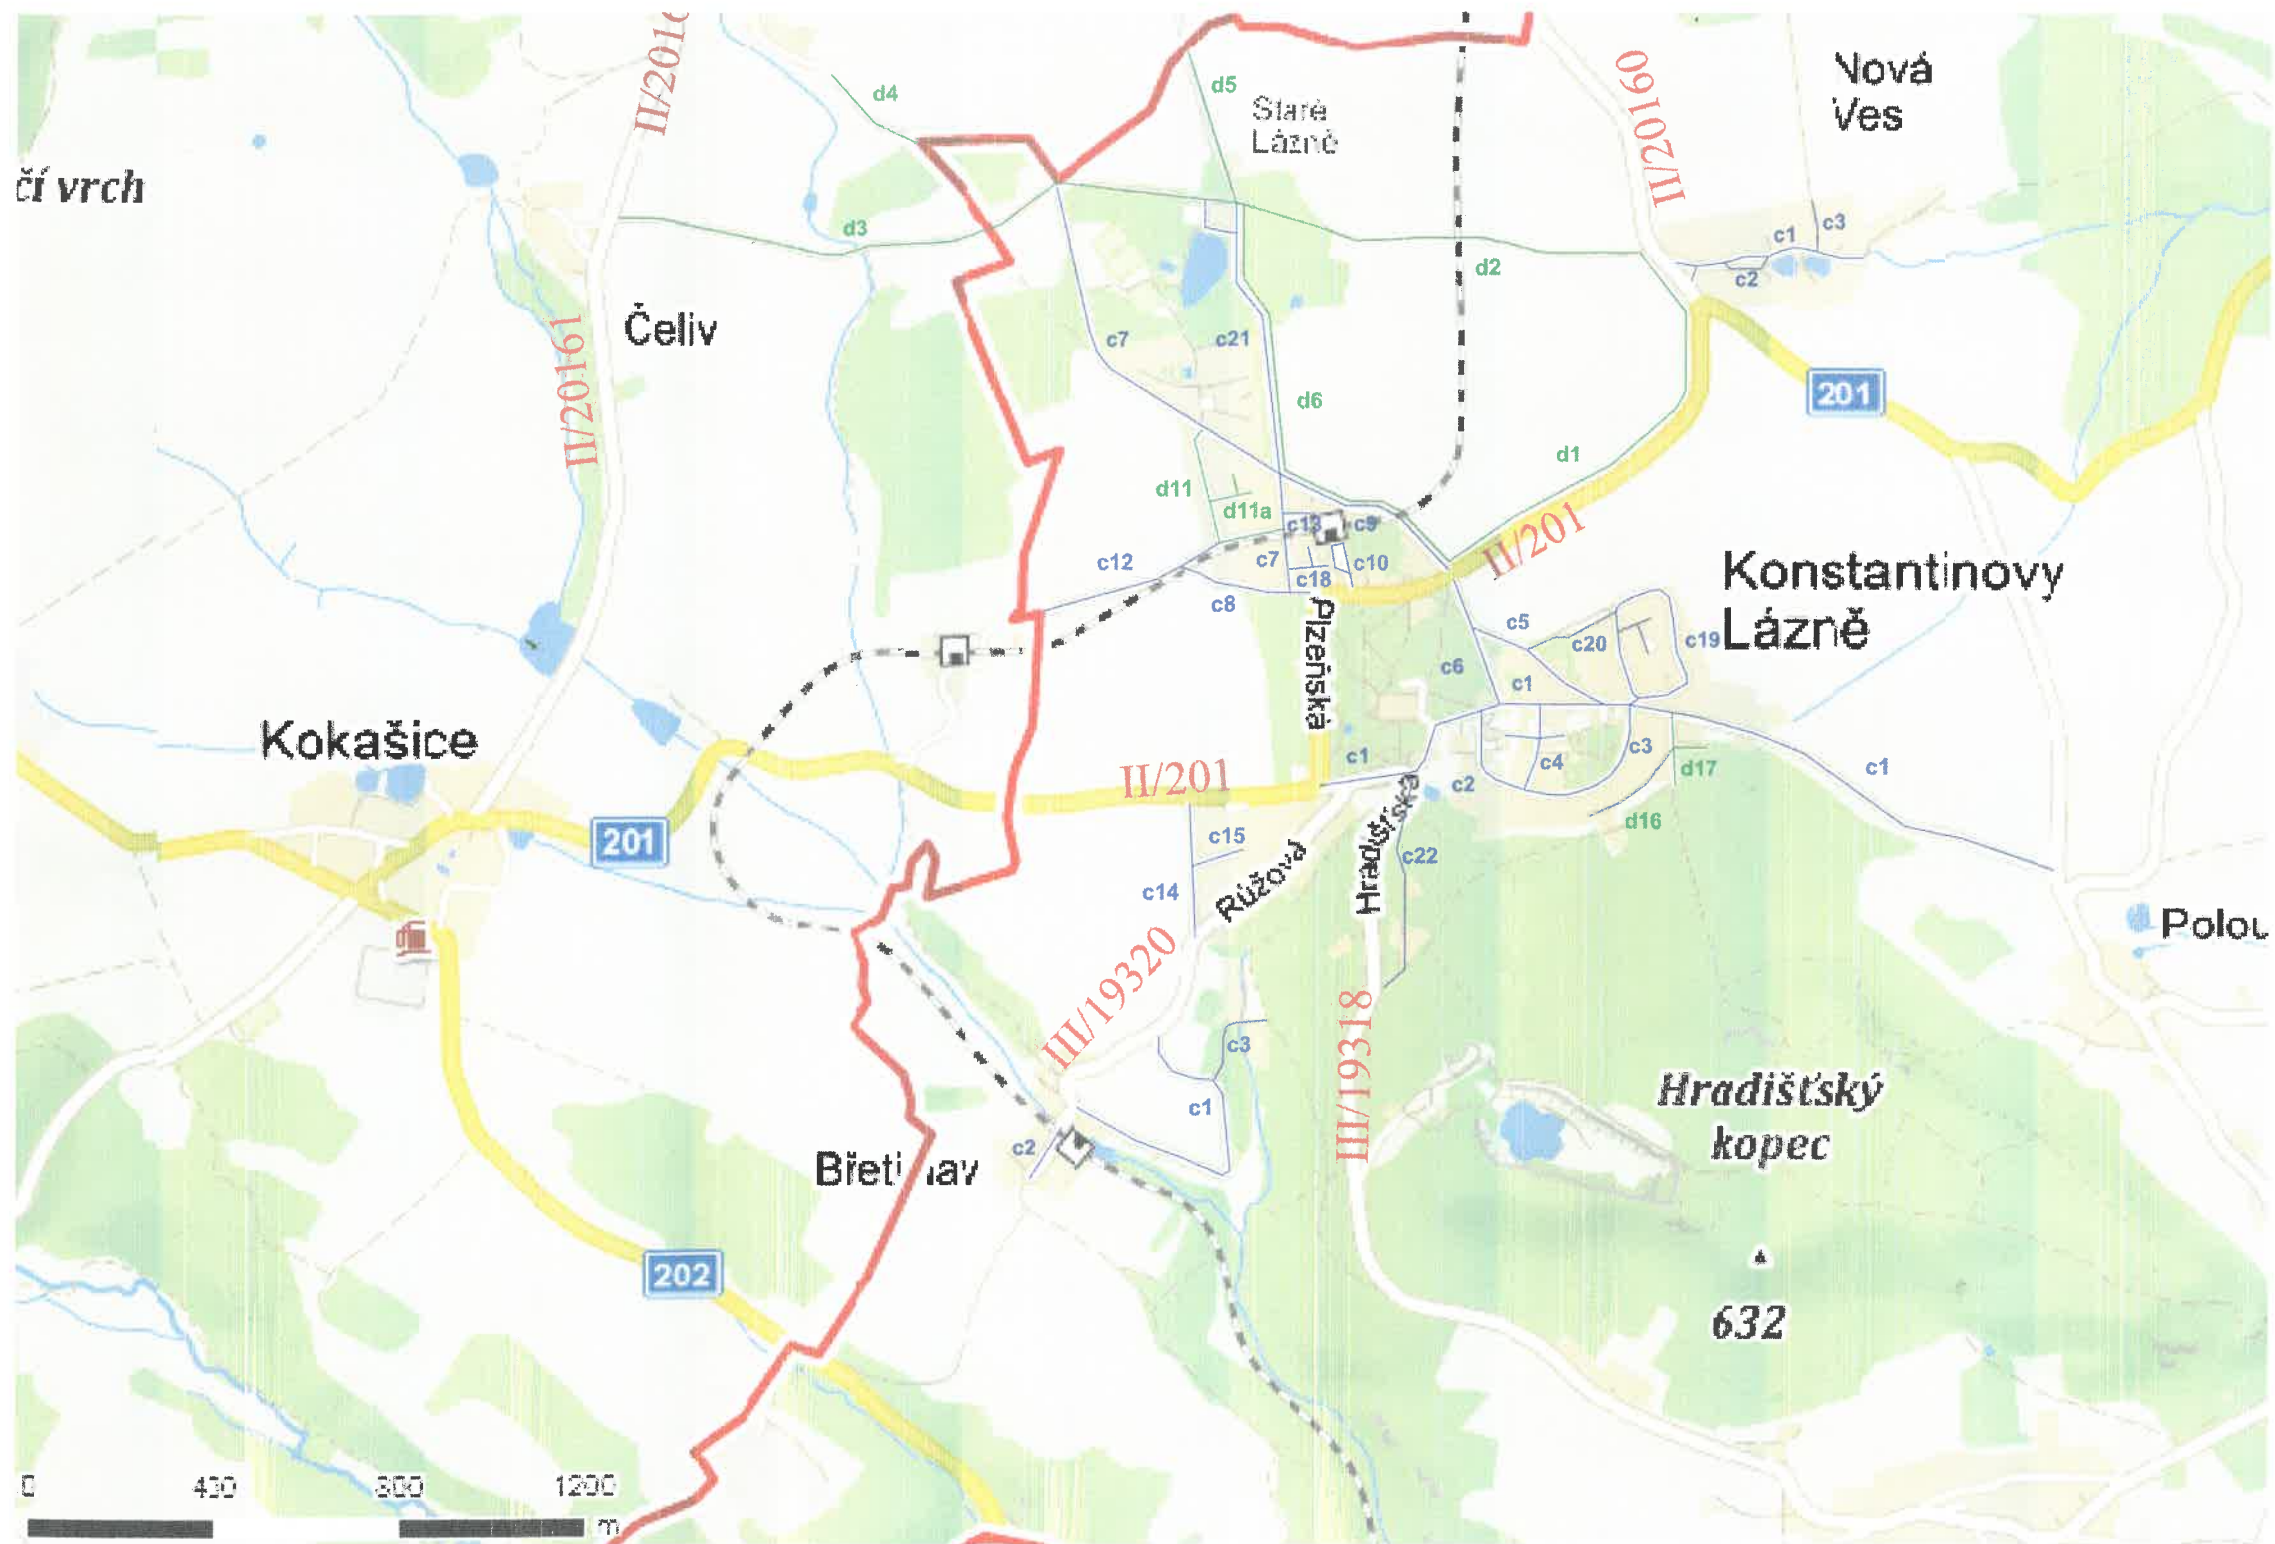 II/20161
Nová
Ves
d4
d5
Staré
Lázně
II/20160
čí vrch
d3
c1
c3
c2
d2
Čeliv
II/20161
c7
c21
201
d6
d1
d11
d11a
c13
c9
II/201
c12
c7
c10
c18
c8
Konstantinovy
Lázně
Plzeňská
c5
c20
c19
c6
c1
Kokašice
c1
c4
c3
c2
d17
c1
II/201
d16
201
c15
c22
Růžová
Hradišťská
c14
Polou
III/19320
III/19318
c3
c1
Hradišťský
kopec
c2
Břeti lav
202
632
0 400 800 1200
m